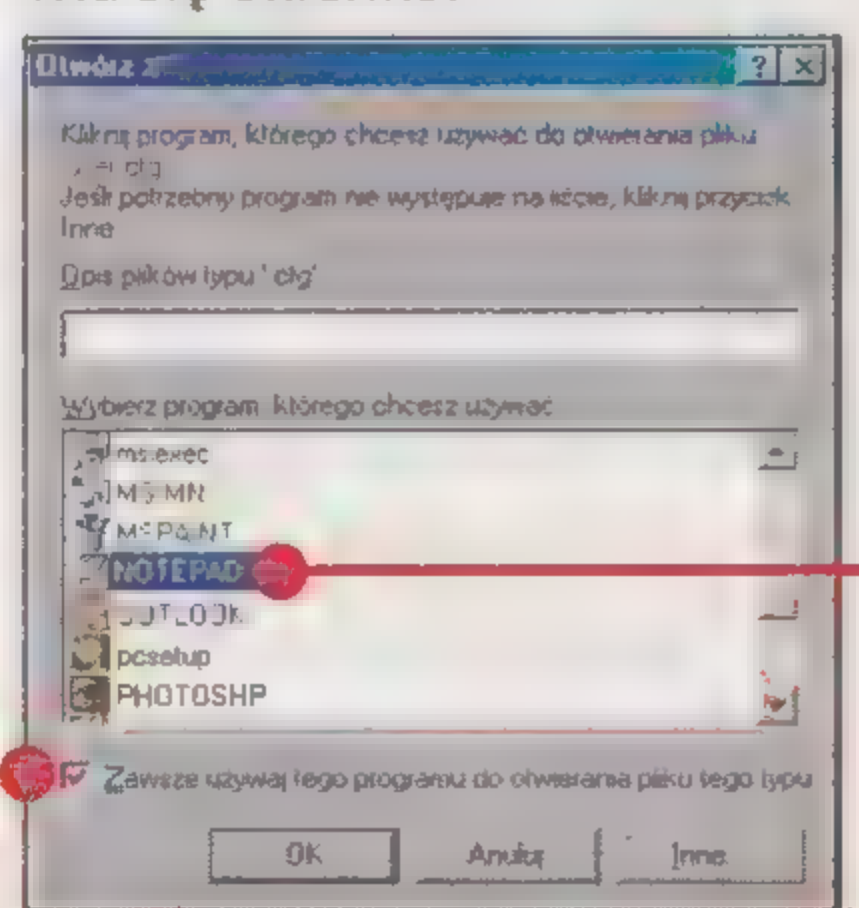 Otwórz z
Kliknij program, którego chcesz używać do otwierania pliku
Jeśli potrzebny program nie występuje na liście, kliknij przycisk
Inne
Opis plików typu '.cfg'
Wybierz program, którego chcesz używać
msiexec
MSIMN
MSPAINT
NOTEPAD
OUTLOOK
pcsetup
PHOTOSHP
Zawsze używaj tego programu do otwierania pliku tego typu
OK Anuluj Inne